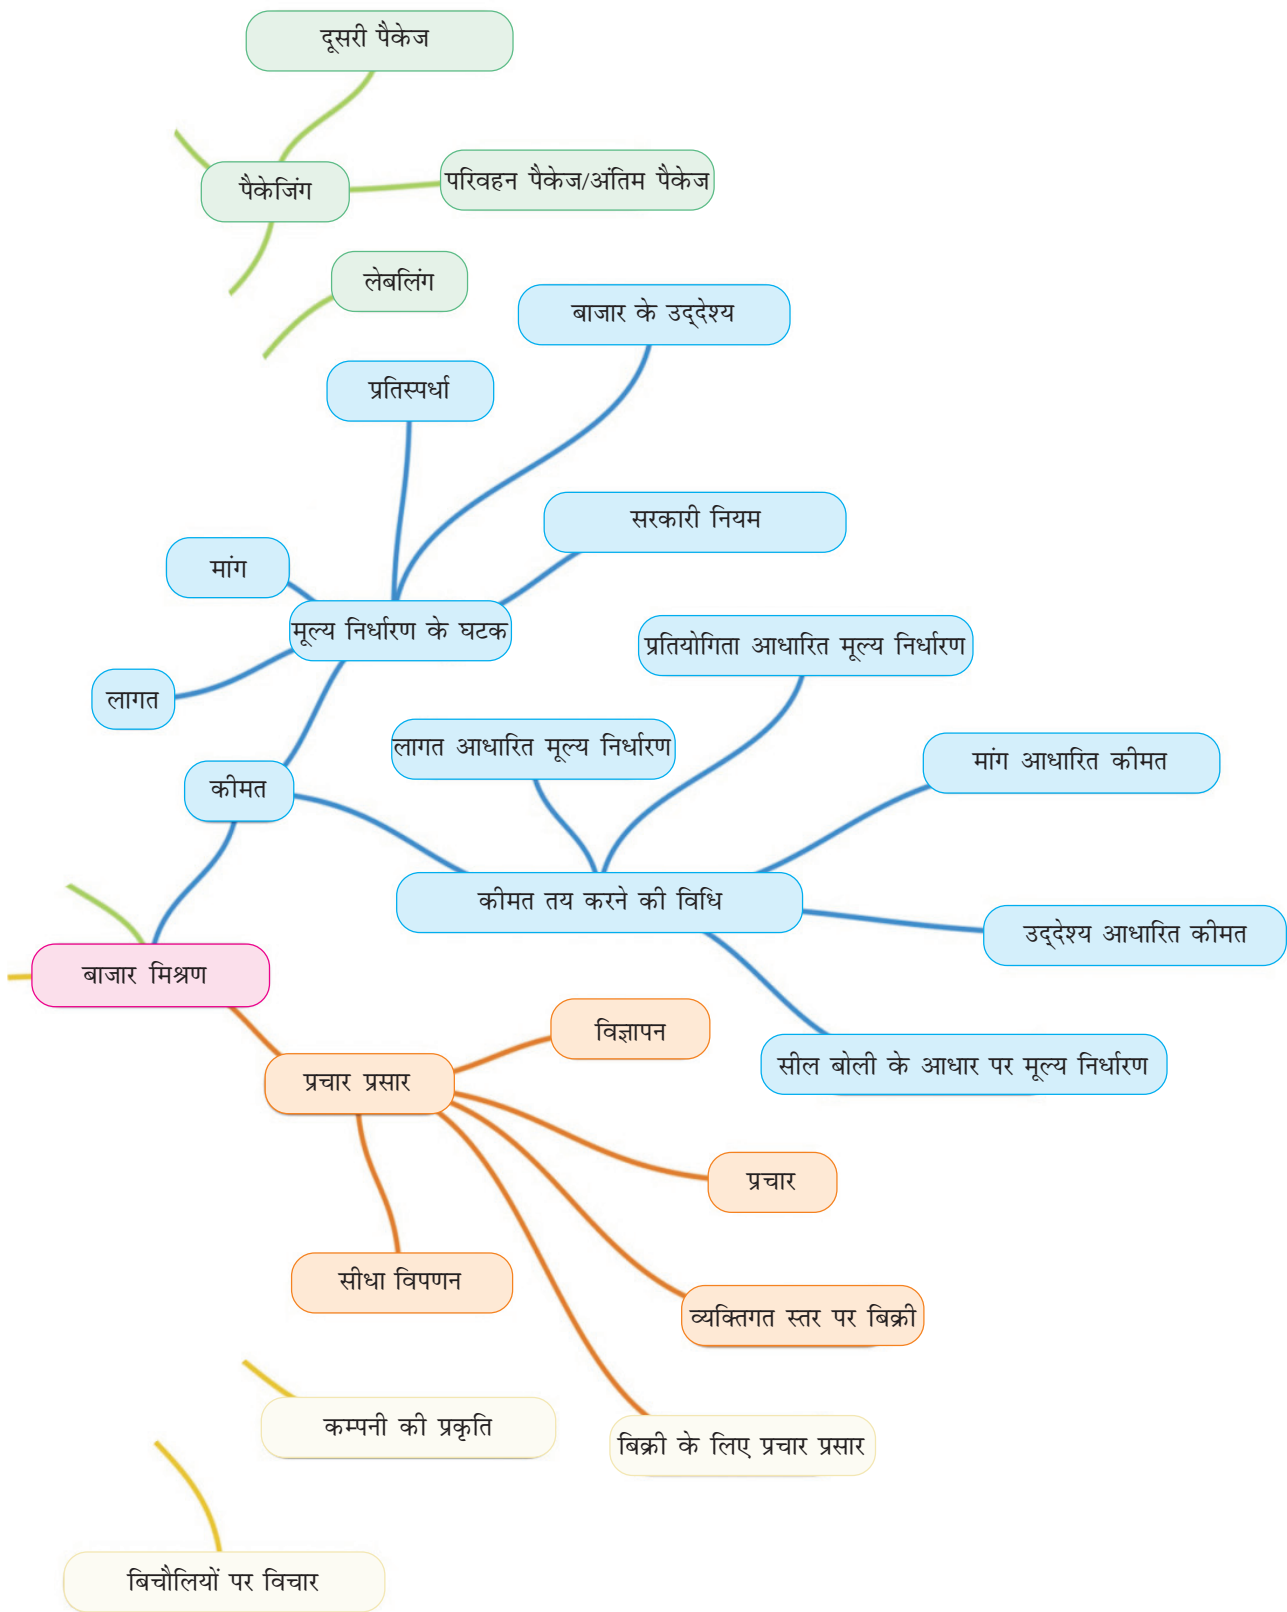 दूसरी पैकेज
पैकेजिंग
परिवहन पैकेज/अंतिम पैकेज
लेबलिंग
बाजार के उद्देश्य
प्रतिस्पर्धा
सरकारी नियम
मांग
मूल्य निर्धारण के घटक
प्रतियोगिता आधारित मूल्य निर्धारण
लागत
लागत आधारित मूल्य निर्धारण
मांग आधारित कीमत
कीमत
कीमत तय करने की विधि
उद्देश्य आधारित कीमत
बाजार मिश्रण
विज्ञापन
सील बोली के आधार पर मूल्य निर्धारण
प्रचार प्रसार
प्रचार
सीधा विपणन
व्यक्तिगत स्तर पर बिक्री
कम्पनी की प्रकृति
बिक्री के लिए प्रचार प्रसार
बिचौलियों पर विचार